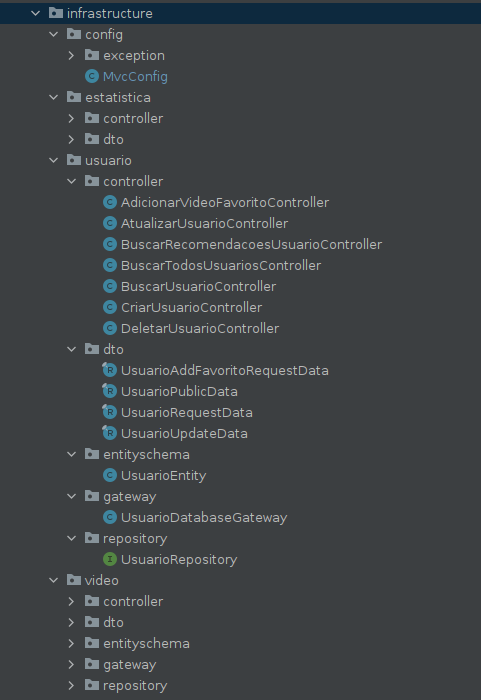 infrastructure
config
exception
MvcConfig
estatistica
controller
dto
usuario
controller
AdicionarVideoFavoritoController
AtualizarUsuarioController
BuscarRecomendacoesUsuarioController
BuscarTodosUsuariosController
BuscarUsuarioController
CriarUsuarioController
DeletarUsuarioController
dto
UsuarioAddFavoritoRequestData
UsuarioPublicData
UsuarioRequestData
UsuarioUpdateData
entityschema
UsuarioEntity
gateway
UsuarioDatabaseGateway
repository
UsuarioRepository
video
controller
dto
entityschema
gateway
repository